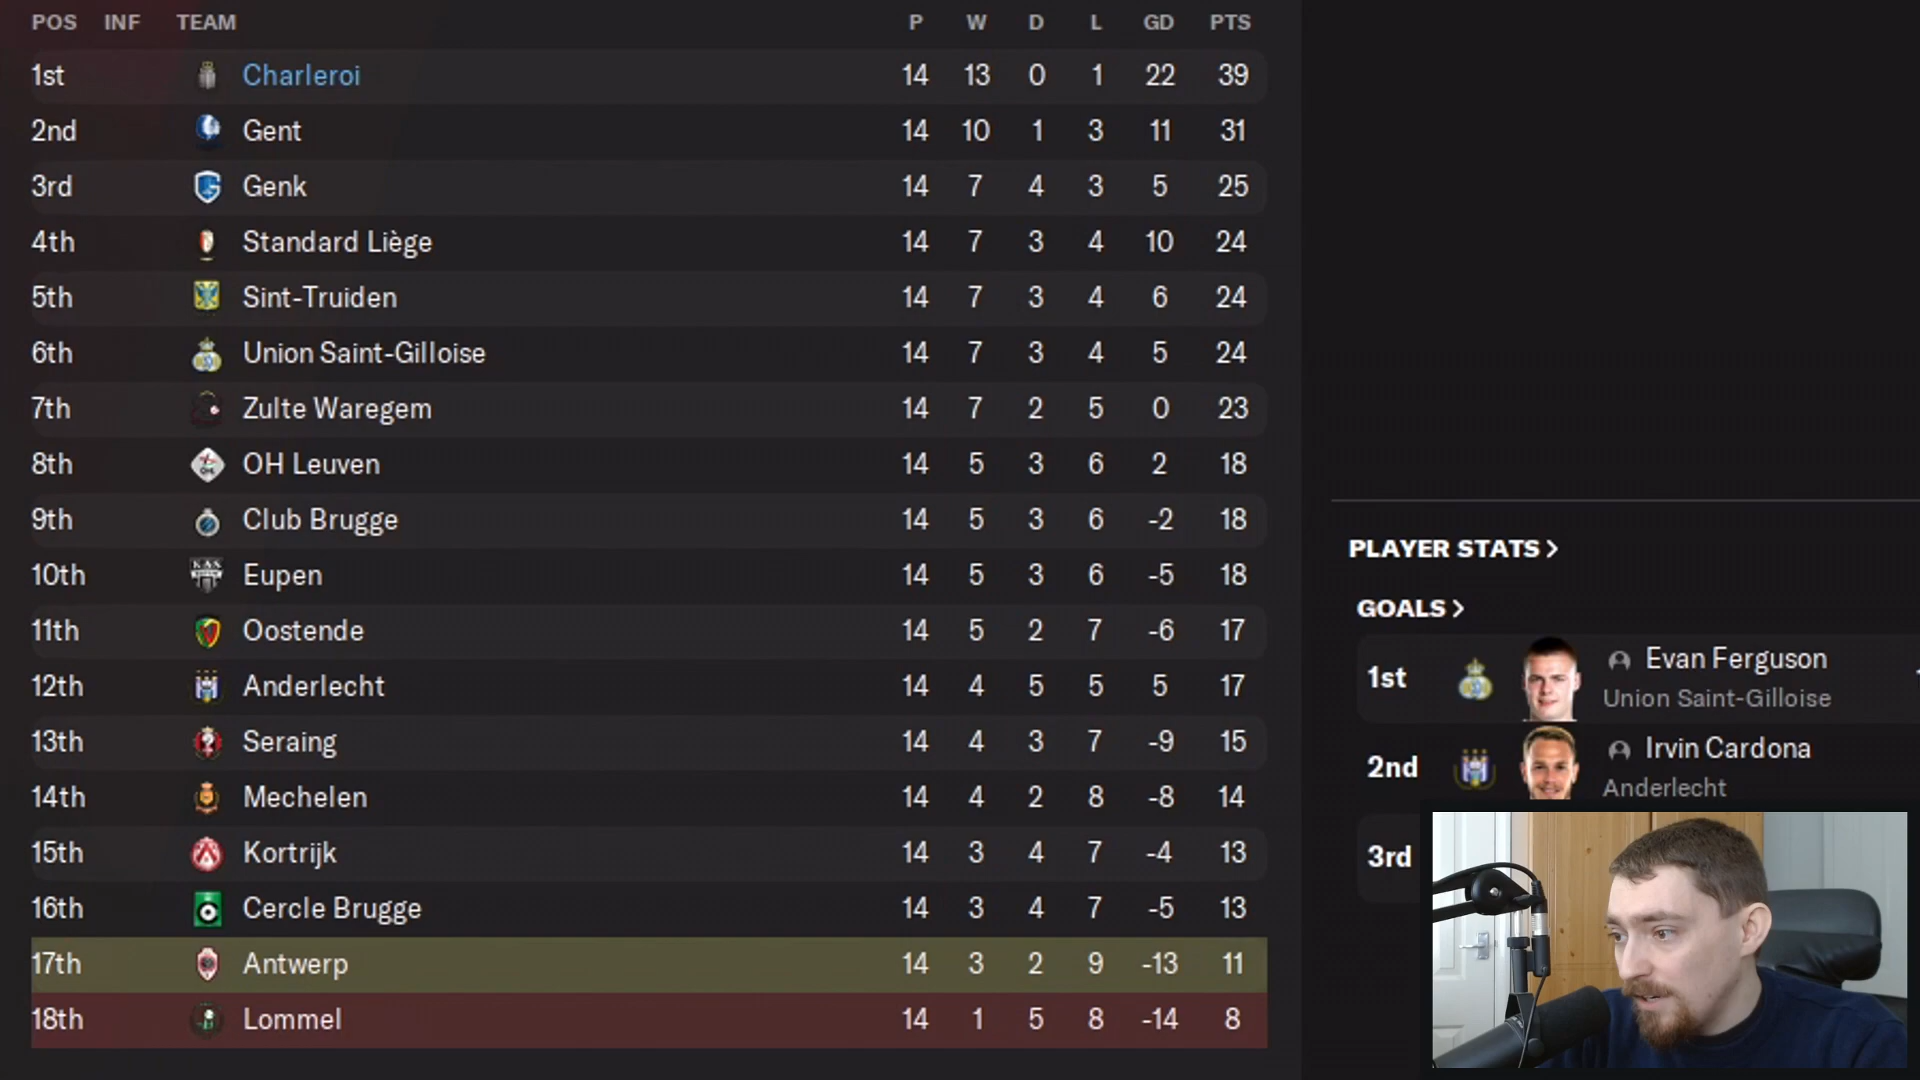 POS INF TEAM P W D L GD PTS
1st Charleroi 14 13 0 1 22 39
2nd Gent 14 10 1 3 11 31
3rd Genk 14 7 4 3 5 25
4th Standard Liège 14 7 3 4 10 24
5th Sint-Truiden 14 7 3 4 6 24
6th Union Saint-Gilloise 14 7 3 4 5 24
7th Zulte Waregem 14 7 2 5 0 23
8th OH Leuven 14 5 3 6 2 18
9th Club Brugge 14 5 3 6 -2 18
10th Eupen 14 5 3 6 -5 18
11th Oostende 14 5 2 7 -6 17
12th Anderlecht 14 4 5 5 5 17
13th Seraing 14 4 3 7 -9 15
14th Mechelen 14 4 2 8 -8 14
15th Kortrijk 14 3 4 7 -4 13
16th Cercle Brugge 14 3 4 7 -5 13
17th Antwerp 14 3 2 9 -13 11
18th Lommel 14 1 5 8 -14 8
PLAYER STATS >
GOALS >
1st Evan Ferguson
Union Saint-Gilloise
2nd Irvin Cardona
Anderlecht
3rd